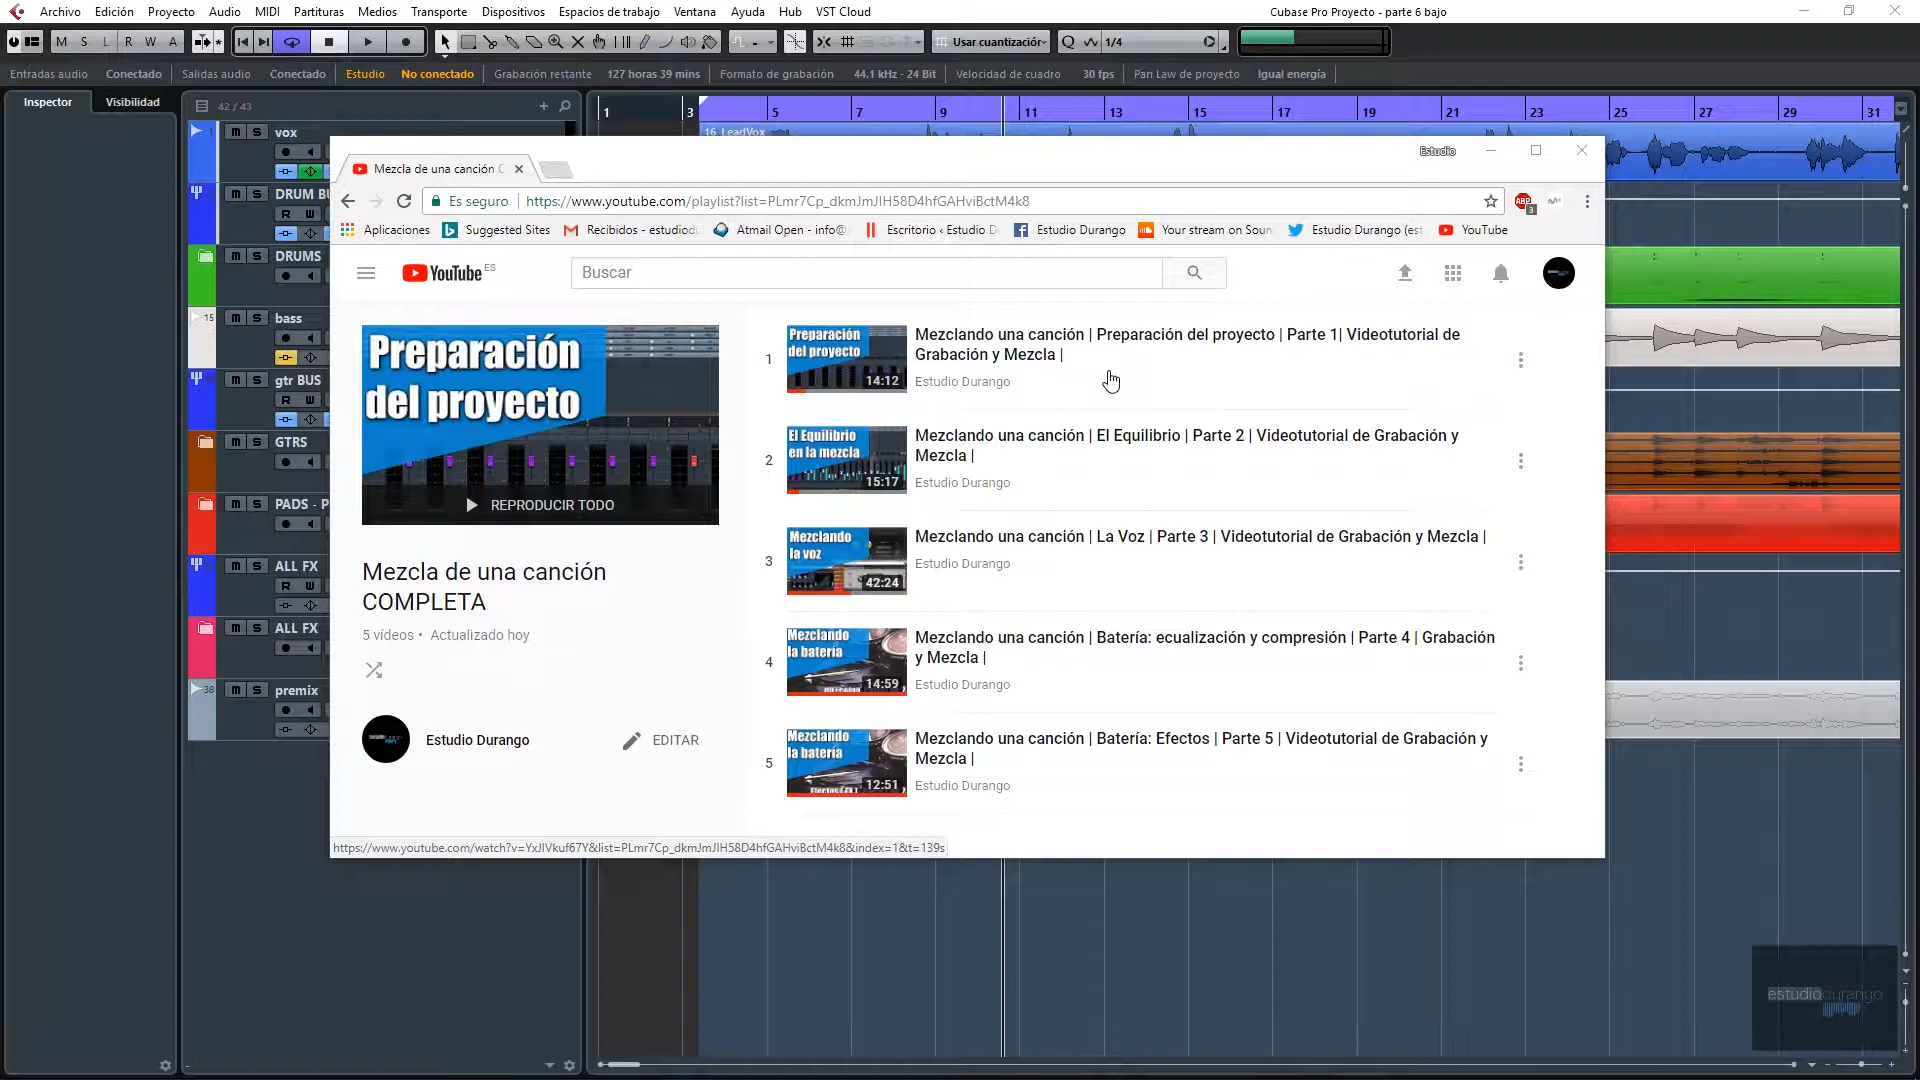 Archivo Edición Proyecto Audio MIDI Partituras Medios Transporte Dispositivos Espacios de trabajo Ventana Ayuda Hub VST Cloud Cubase Pro Proyecto - parte 6 bajo
M S L R W A Usar cuantización Q 1/4
Entradas audio Conectado Salidas audio Conectado Estudio No conectado Grabación restante 127 horas 39 mins Formato de grabación 44.1 kHz - 24 Bit Velocidad de cuadro 30 fps Pan Law de proyecto Igual energía
Inspector Visibilidad 42 / 43
1 3 5 7 9 11 13 15 17 19 21 23 25 27 29 31
16 LeadVox
1 m S vox
m S DRUM BU
R W
m S DRUMS
15 m S bass
m S gtr BUS
R W
m S GTRS
m S PADS - P
m S ALL FX
R W
m S ALL FX
38 m S premix
Estudio
Mezcla de una canción C
Es seguro https://www.youtube.com/playlist?list=PLmr7Cp_dkmJmJIH58D4hfGAHviBctM4k8 ABP 3
Aplicaciones Suggested Sites Recibidos - estudiodu Atmail Open - info@ Escritorio ‹ Estudio D Estudio Durango Your stream on Soun Estudio Durango (est YouTube
YouTube ES Buscar
Preparación
del proyecto
REPRODUCIR TODO
Mezcla de una canción
COMPLETA
5 vídeos • Actualizado hoy
Estudio Durango EDITAR
1
Preparación
del proyecto
14:12
Mezclando una canción | Preparación del proyecto | Parte 1| Videotutorial de
Grabación y Mezcla |
Estudio Durango
2
El Equilibrio
en la mezcla
15:17
Mezclando una canción | El Equilibrio | Parte 2 | Videotutorial de Grabación y
Mezcla |
Estudio Durango
3
Mezclando
la voz
42:24
Mezclando una canción | La Voz | Parte 3 | Videotutorial de Grabación y Mezcla |
Estudio Durango
4
Mezclando
la batería
14:59
Mezclando una canción | Batería: ecualización y compresión | Parte 4 | Grabación
y Mezcla |
Estudio Durango
5
Mezclando
la batería
12:51
Mezclando una canción | Batería: Efectos | Parte 5 | Videotutorial de Grabación y
Mezcla |
Estudio Durango
https://www.youtube.com/watch?v=YxJIVkuf67Y&list=PLmr7Cp_dkmJmJIH58D4hfGAHviBctM4k8&index=1&t=139s
estudiodurango